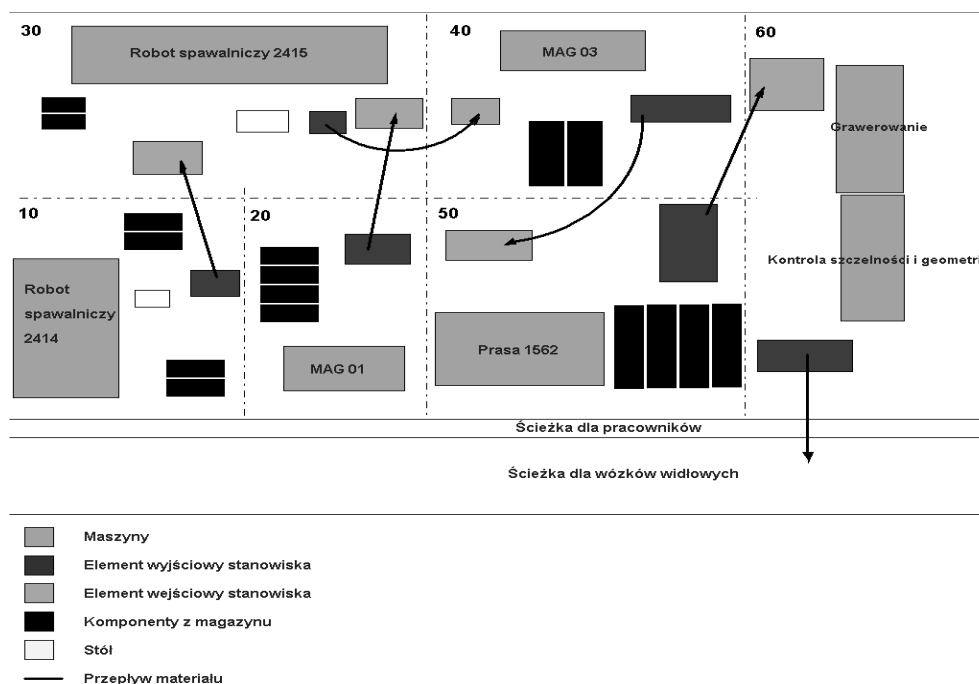 30
Robot spawalniczy 2415
40
MAG 03
60
Grawerowanie
10
20
50
Kontrola szczelności i geometri
Robot
spawalniczy
2414
MAG 01
Prasa 1562
Ścieżka dla pracowników
Ścieżka dla wózków widłowych
Maszyny
Element wyjściowy stanowiska
Element wejściowy stanowiska
Komponenty z magazynu
Stół
Przepływ materiału